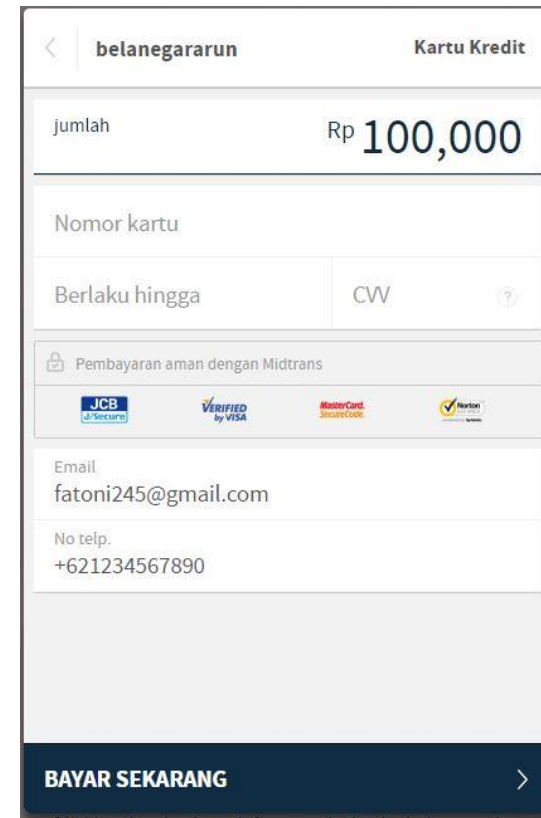 belanegararun Kartu Kredit
jumlah Rp 100,000
Nomor kartu
Berlaku hingga CVV ?
Pembayaran aman dengan Midtrans
JCB
J/Secure
VERIFIED
by VISA
MasterCard.
SecureCode.
Norton
Email
fatoni245@gmail.com
No telp.
+621234567890
BAYAR SEKARANG